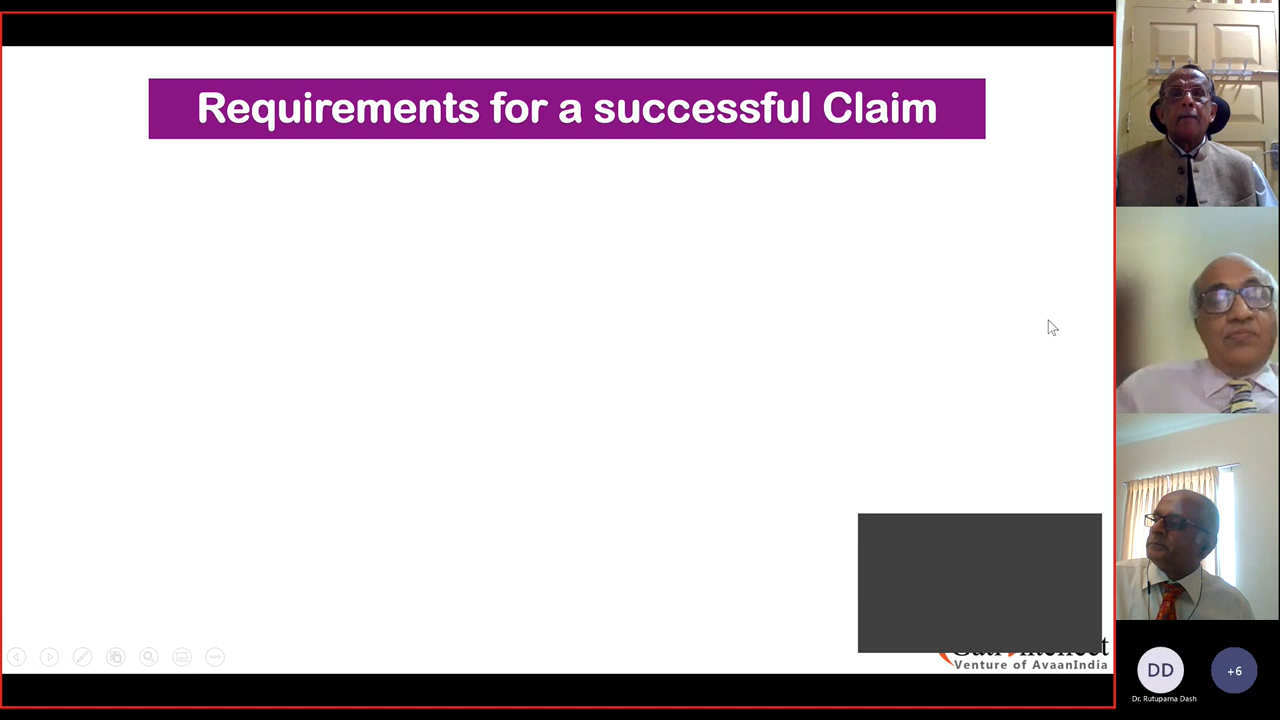 Requirements for a successful Claim
Venture of AvaanIndia
DD
+6
Dr. Rutuparna Dash